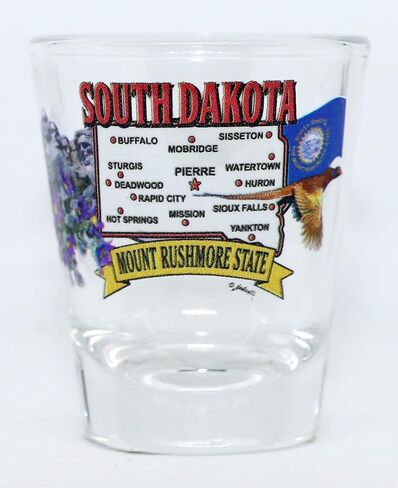 SOUTH DAKOTA
BUFFALO
SISSETON
MOBRIDGE
STURGIS
PIERRE
WATERTOWN
DEADWOOD
HURON
RAPID CITY
SIOUX FALLS
HOT SPRINGS
MISSION
YANKTON
MOUNT RUSHMORE STATE